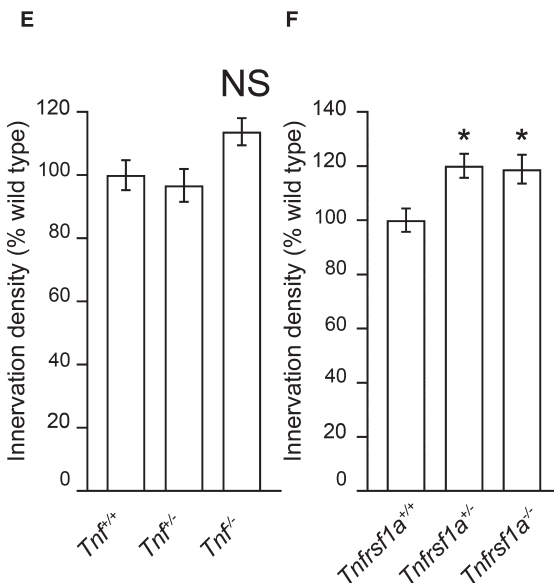 E
NS
Innervation density (% wild type)
120
100
80
60
40
20
0
Tnf+/+
Tnf+/-
Tnf-/-
F
Innervation density (% wild type)
140
120
100
80
60
40
20
0
*
*
Tnfrsf1a+/+
Tnfrsf1a+/-
Tnfrsf1a-/-